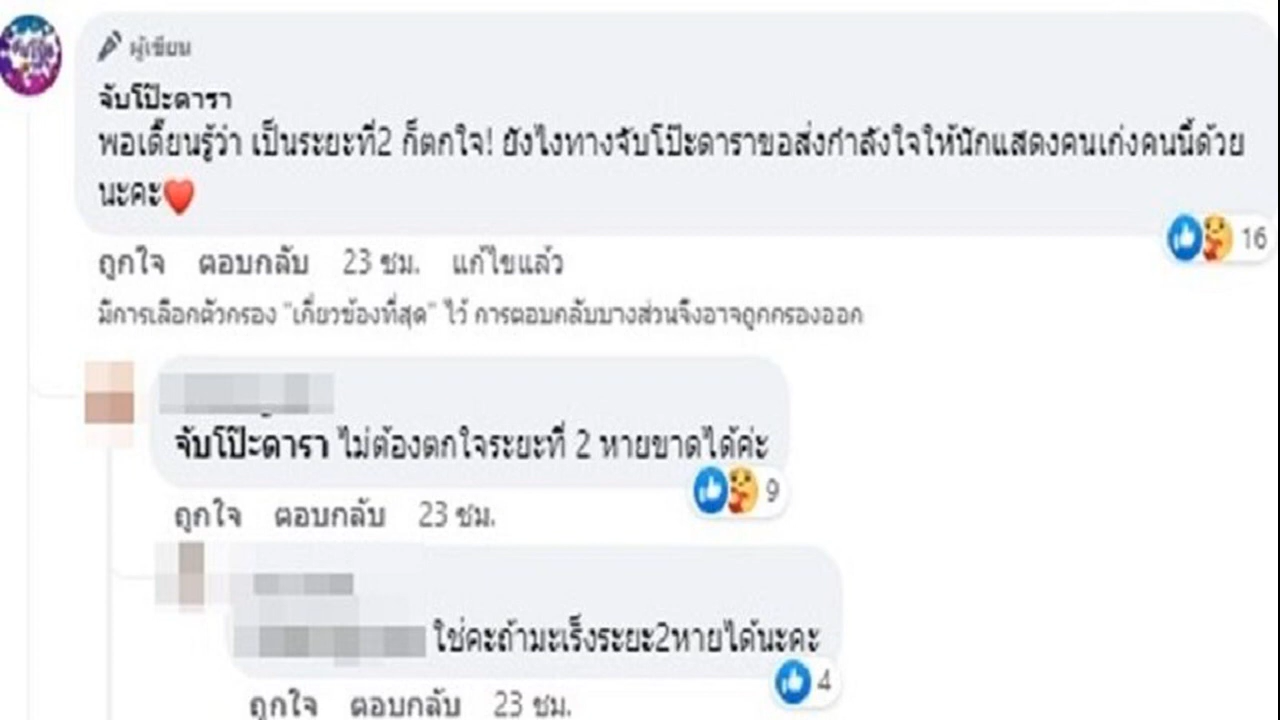 ผู้เขียน
จับโป๊ะดารา
พอเดี๊ยนรู้ว่า เป็นระยะที่2 ก็ตกใจ! ยังไงทางจับโป๊ะดาราขอส่งกำลังใจให้นักแสดงคนเก่งคนนี้ด้วย
นะคะ❤️
16
ถูกใจ ตอบกลับ 23 ชม. แก้ไขแล้ว
มีการเลือกตัวกรอง "เกี่ยวข้องที่สุด" ไว้ การตอบกลับบางส่วนจึงอาจถูกกรองออก
จับโป๊ะดารา ไม่ต้องตกใจระยะที่ 2 หายขาดได้ค่ะ
9
ถูกใจ ตอบกลับ 23 ชม.
ใช่คะถ้ามะเร็งระยะ2หายได้นะคะ
4
ถูกใจ ตอบกลับ 23 ชม.